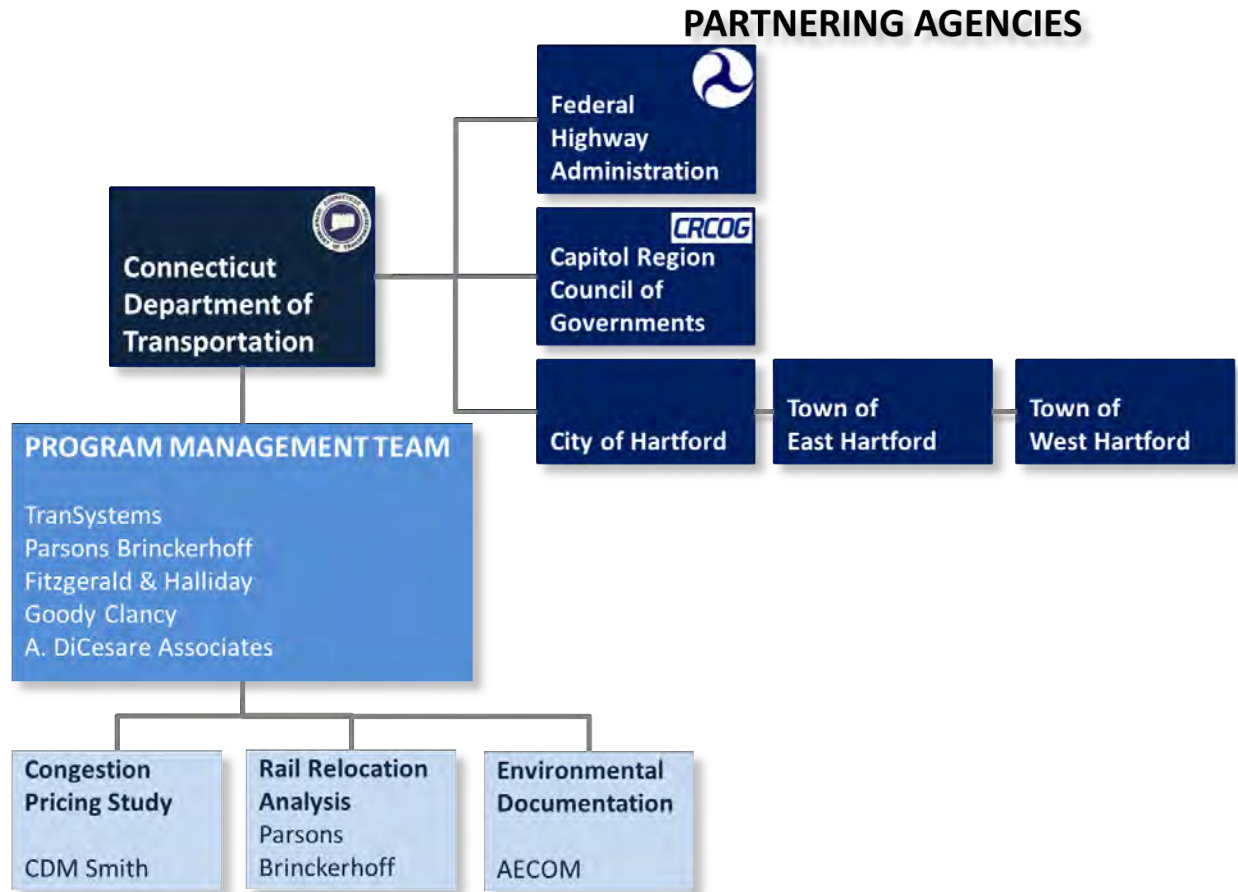 PARTNERING AGENCIES
Federal
Highway
Administration
CRCOG
Capitol Region
Council of
Governments
Connecticut
Department of
Transportation
City of Hartford
Town of
East Hartford
Town of
West Hartford
PROGRAM MANAGEMENT TEAM
TranSystems
Parsons Brinckerhoff
Fitzgerald & Halliday
Goody Clancy
A. DiCesare Associates
Congestion
Pricing Study
CDM Smith
Rail Relocation
Analysis
Parsons
Brinckerhoff
Environmental
Documentation
AECOM